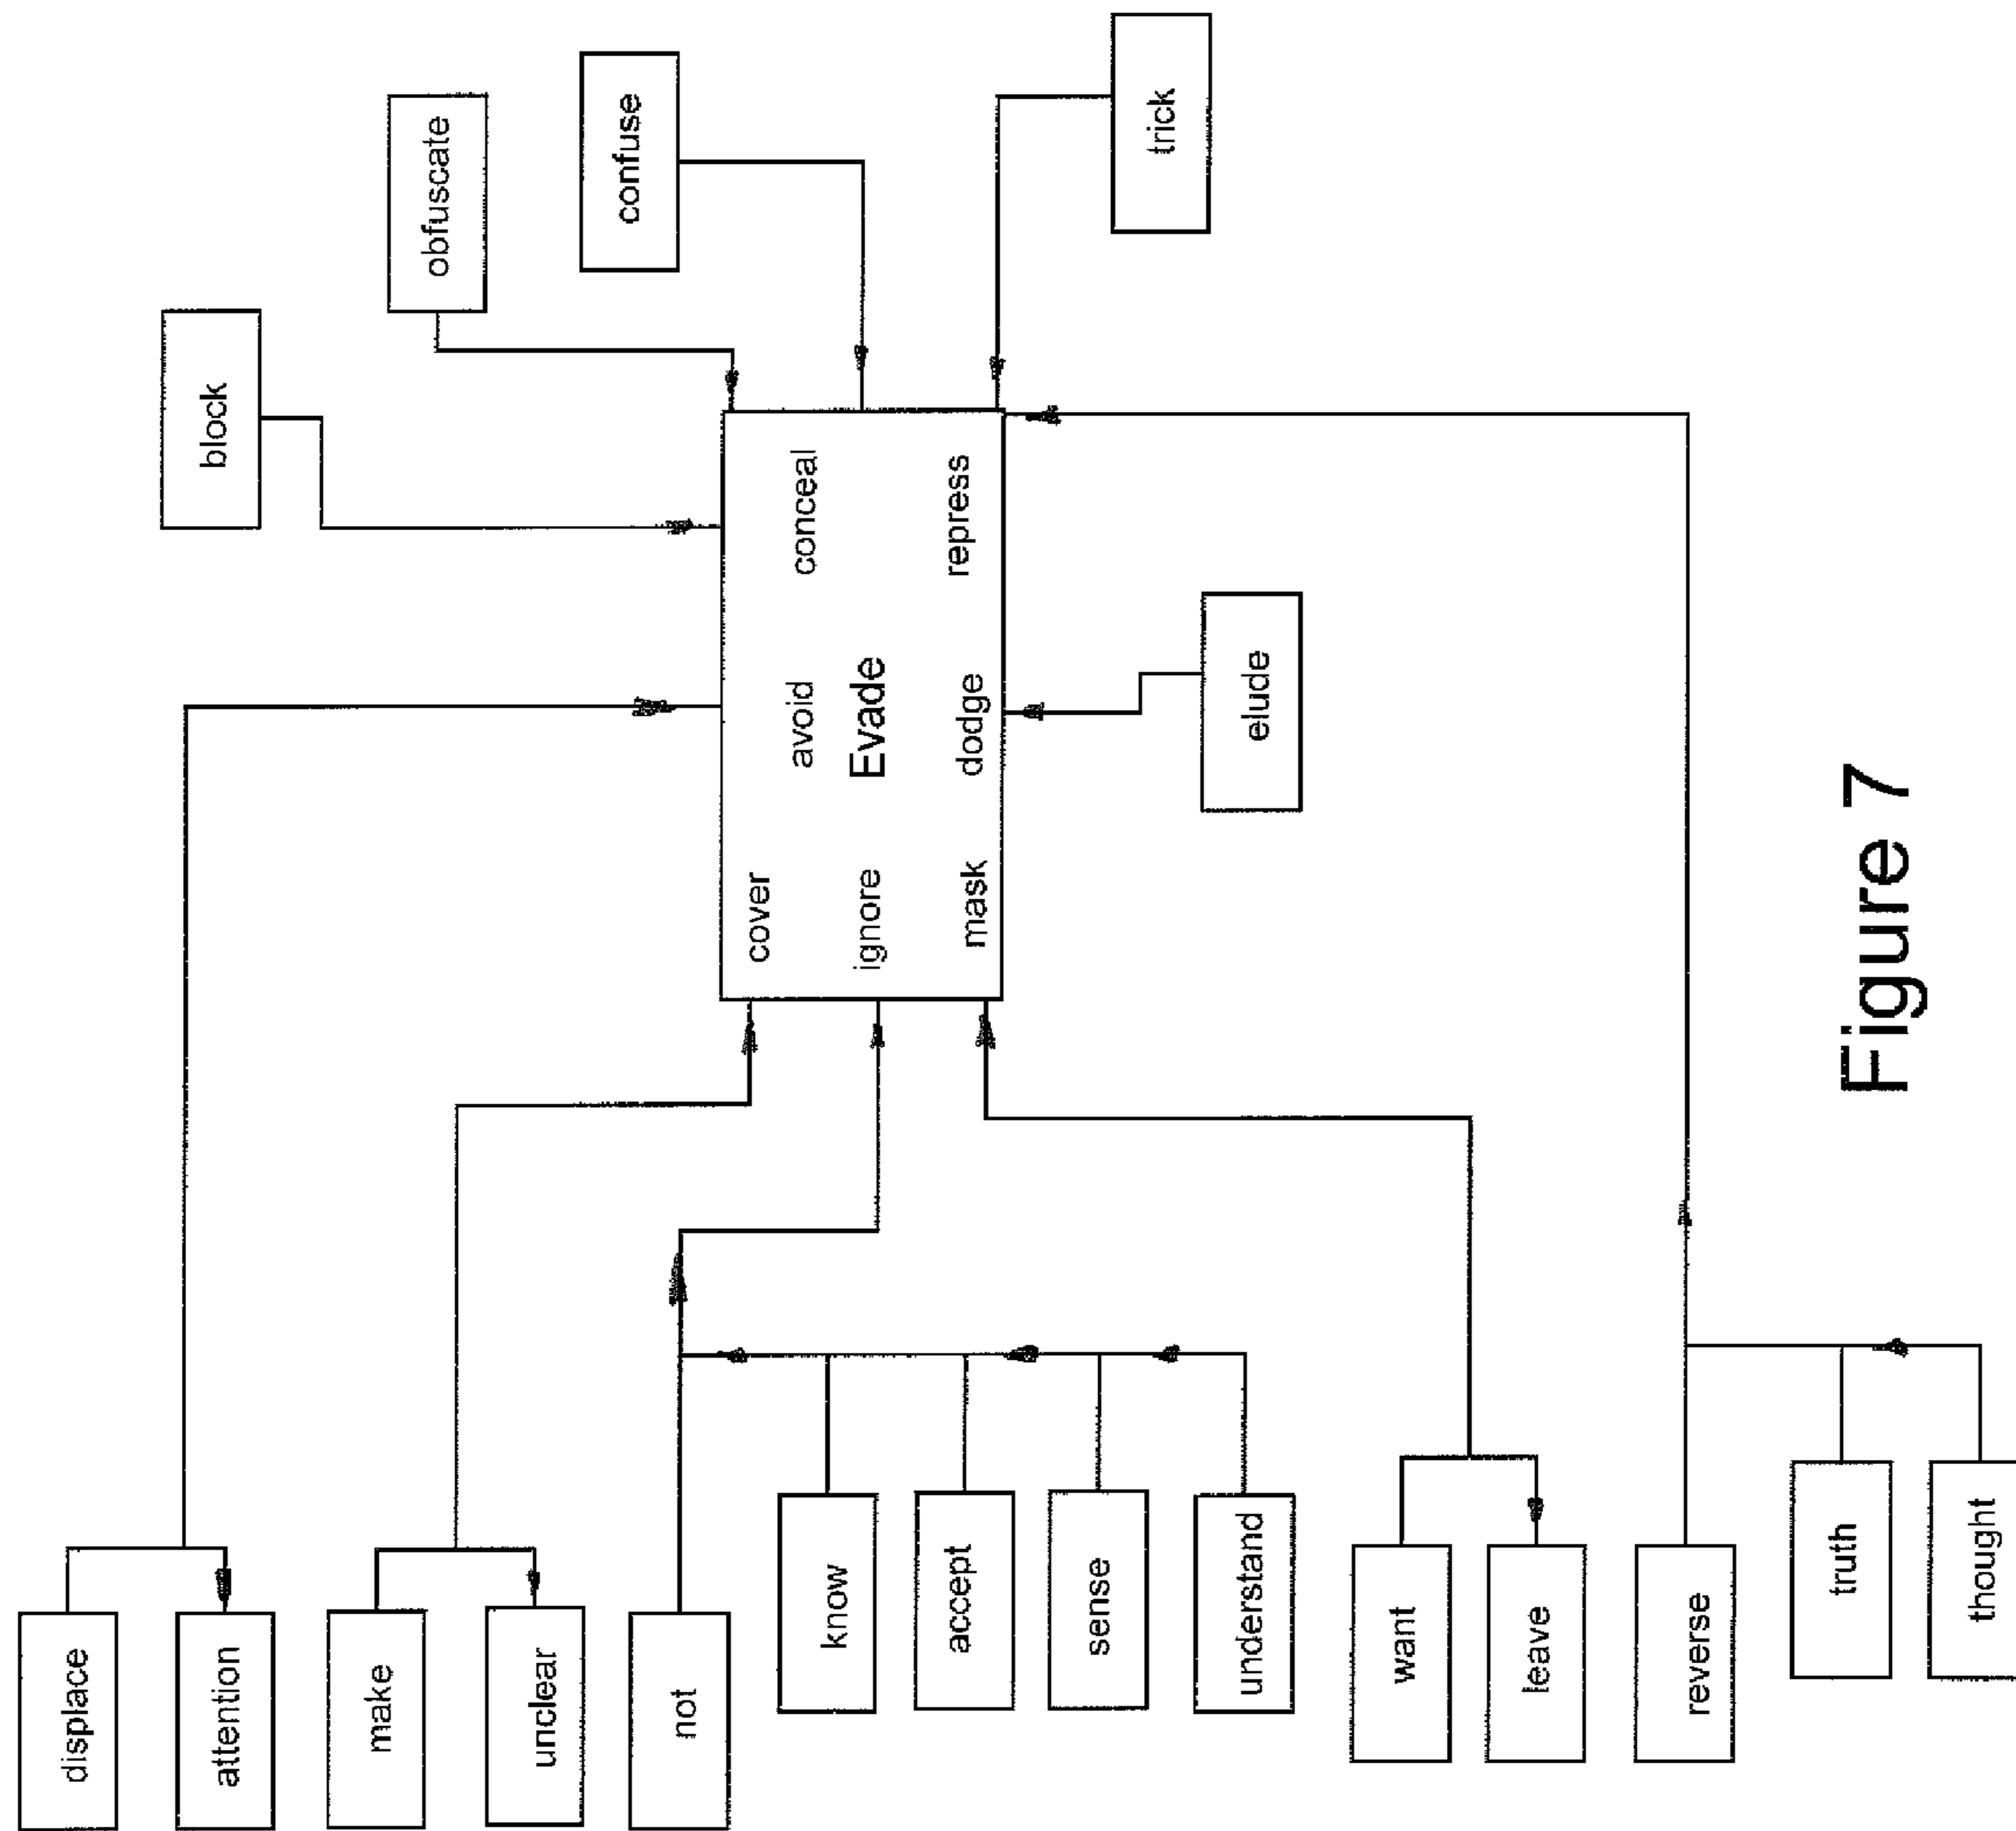 displace
block
attention
make
obfuscate
unclear
confuse
not
cover
avoid
conceal
know
ignore
Evade
accept
mask
dodge
repress
sense
trick
understand
elude
want
leave
reverse
truth
Figure 7
thought